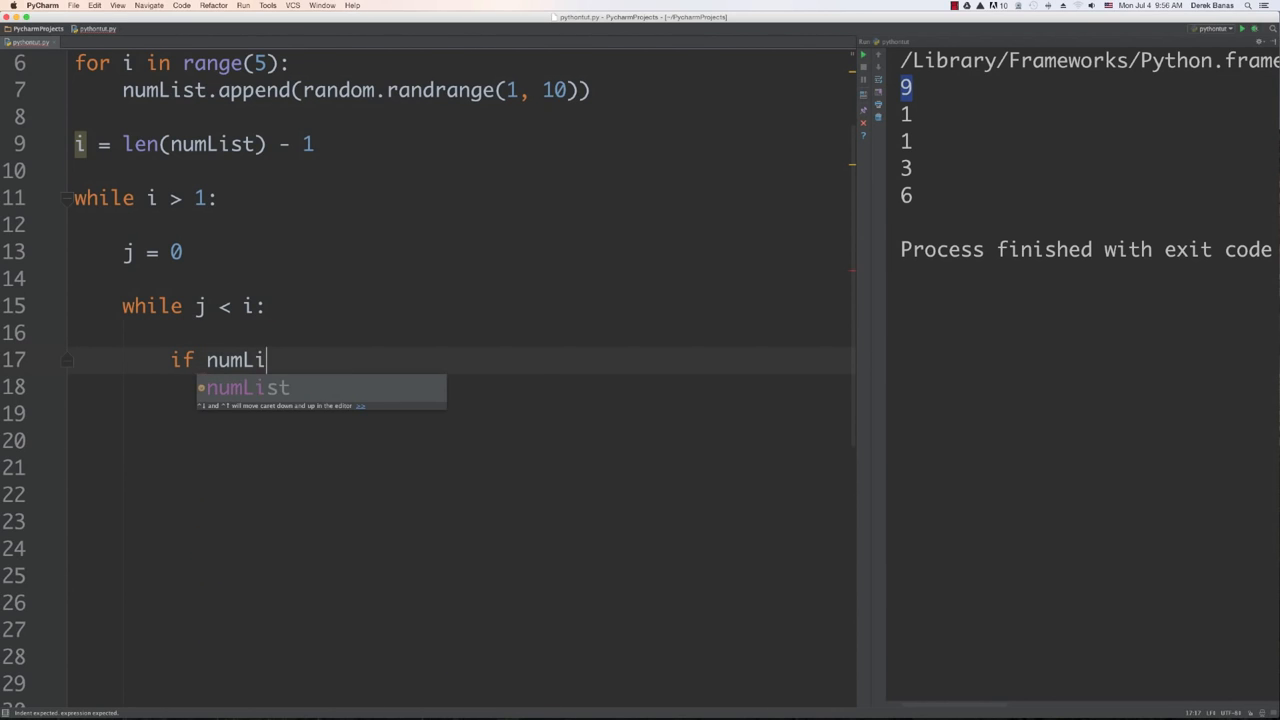 PyCharm File Edit View Navigate Code Refactor Run Tools VCS Window Help 10 Mon Jul 4 9:56 AM Derek Banas
pythontut.py - PycharmProjects - [~/PycharmProjects]
PycharmProjects pythontut.py pythontut
pythontut.py Run: pythontut
6 for i in range(5):
7 numList.append(random.randrange(1, 10))
8
9 i = len(numList) - 1
10
11 while i > 1:
12
13 j = 0
14
15 while j < i:
16
17 if numLi
numList
^↓ and ^↑ will move caret down and up in the editor >>
18
19
20
21
22
23
24
25
26
27
28
29
/Library/Frameworks/Python.frame
9
1
1
3
6
Process finished with exit code
Indent expected. expression expected. 17:17 LF‡ UTF-8‡